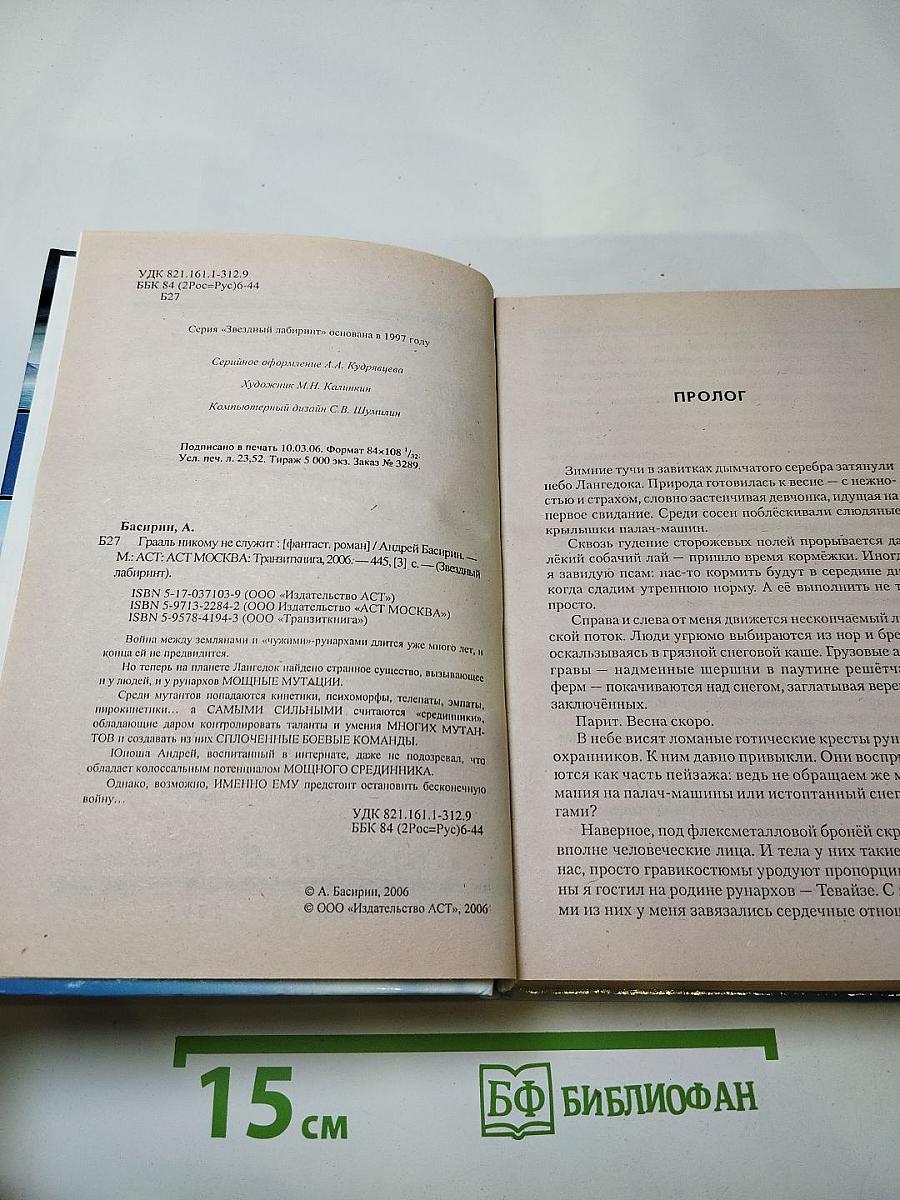 УДК 821.161.1-312.9
ББК 84 (2Рос=Рус)6-44
Б27
Серия «Звездный лабиринт» основана в 1997 году
Серийное оформление А.А. Кудрявцева
Художник М.Н. Калинкин
Компьютерный дизайн С.В. Шумилин
Подписано в печать 10.03.06. Формат 84×108 1/32.
Усл. печ. л. 23,52. Тираж 5 000 экз. Заказ № 3289.
Басирин, А.
Б27 Грааль никому не служит : [фантаст. роман] / Андрей Басирин. —
М.: АСТ: АСТ МОСКВА: Транзиткнига, 2006. — 445, [3] с. — (Звездный
лабиринт).
ISBN 5-17-037103-9 (ООО «Издательство АСТ»)
ISBN 5-9713-2284-2 (ООО Издательство «АСТ МОСКВА»)
ISBN 5-9578-4194-3 (ООО «Транзиткнига»)
Война между землянами и «чужими»-рунархами длится уже много лет, и
конца ей не предвидится.
Но теперь на планете Лангедок найдено странное существо, вызывающее
и у людей, и у рунархов МОЩНЫЕ МУТАЦИИ.
Среди мутантов попадаются кинетики, психоморфы, телепаты, эмпаты,
пирокинетики... а САМЫМИ СИЛЬНЫМИ считаются «срединники»,
обладающие даром контролировать таланты и умения МНОГИХ МУТАН-
ТОВ и создавать из них СПЛОЧЕННЫЕ БОЕВЫЕ КОМАНДЫ.
Юноша Андрей, воспитанный в интернате, даже не подозревал, что
обладает колоссальным потенциалом МОЩНОГО СРЕДИННИКА.
Однако, возможно, ИМЕННО ЕМУ предстоит остановить бесконечную
войну...
УДК 821.161.1-312.9
ББК 84 (2Рос=Рус)6-44
© А. Басирин, 2006
© ООО «Издательство АСТ», 2006
ПРОЛОГ
Зимние тучи в завитках дымчатого серебра затянули
небо Лангедока. Природа готовилась к весне — с нежно-
стью и страхом, словно застенчивая девчонка, идущая на
первое свидание. Среди сосен поблёскивали слюдяные
крылышки палач-машин.
Сквозь гудение сторожевых полей прорывается да
лёкий собачий лай — пришло время кормёжки. Иног
я завидую псам: нас-то кормить будут в середине д
когда сдадим утреннюю норму. А её выполнить не т
просто.
Справа и слева от меня движется нескончаемый л
ской поток. Люди угрюмо выбираются из нор и бре
оскальзываясь в грязной снеговой каше. Грузовые а
гравы — надменные шершни в паутине решётча
ферм — покачиваются над снегом, заглатывая вере
заключённых.
Парит. Весна скоро.
В небе висят ломаные готические кресты рун
охранников. К ним давно привыкли. Они воспр
ются как часть пейзажа: ведь не обращаем же м
мания на палач-машины или истоптанный снег
гами?
Наверное, под флексметалловой бронёй скр
вполне человеческие лица. И тела у них такие
нас, просто гравикостюмы уродуют пропорци
ны я гостил на родине рунархов — Тевайзе. С
ми из них у меня завязались сердечные отнош
15 см
БФ БИБЛИОФАН